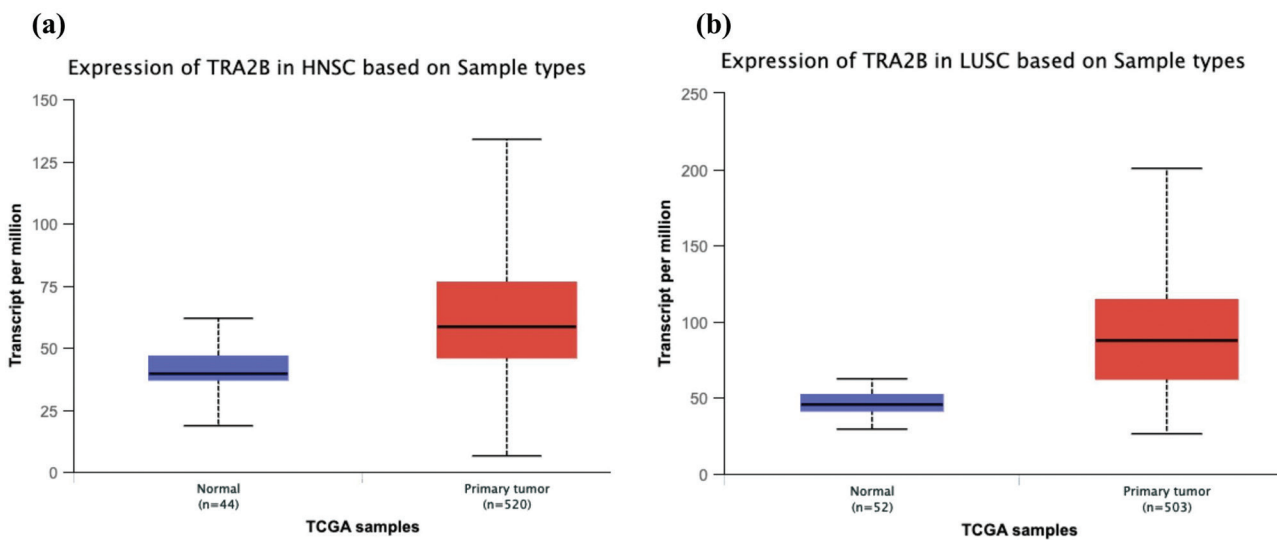 (a)
Expression of TRA2B in HNSC based on Sample types
Transcript per million
150
125
100
75
50
25
0
Normal
(n=44)
Primary tumor
(n=520)
TCGA samples
(b)
Expression of TRA2B in LUSC based on Sample types
Transcript per million
250
200
150
100
50
0
Normal
(n=52)
Primary tumor
(n=503)
TCGA samples